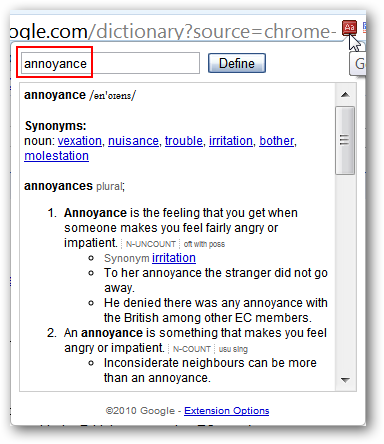 ogle.com/dictionary?source=chrome-
annoyance Define
annoyance /ən'ɔɪəns/
Synonyms:
noun: vexation, nuisance, trouble, irritation, bother,
molestation
annoyances plural;
1. Annoyance is the feeling that you get when
someone makes you feel fairly angry or
impatient. N-UNCOUNT oft with poss
Synonym irritation
To her annoyance the stranger did not go
away.
He denied there was any annoyance with
the British among other EC members.
2. An annoyance is something that makes you feel
angry or impatient. N-COUNT usu sing
Inconsiderate neighbours can be more
than an annoyance.
©2010 Google - Extension Options